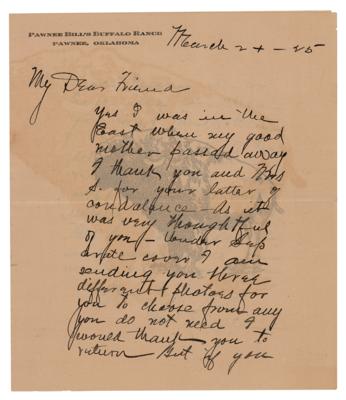 PAWNEE BILL'S BUFFALO RANCH
PAWNEE, OKLAHOMA
March 24-25
My Dear Friend
Yes I was in the
East when my good
mother passed away
I thank you and Mrs
S. for your letter of
condalance - as it
was very thoughtful
of you - Under Sep
arate cover I am
sending you three
different photoes for
you to choose from any
you do not need I
would thank you to
return But if you